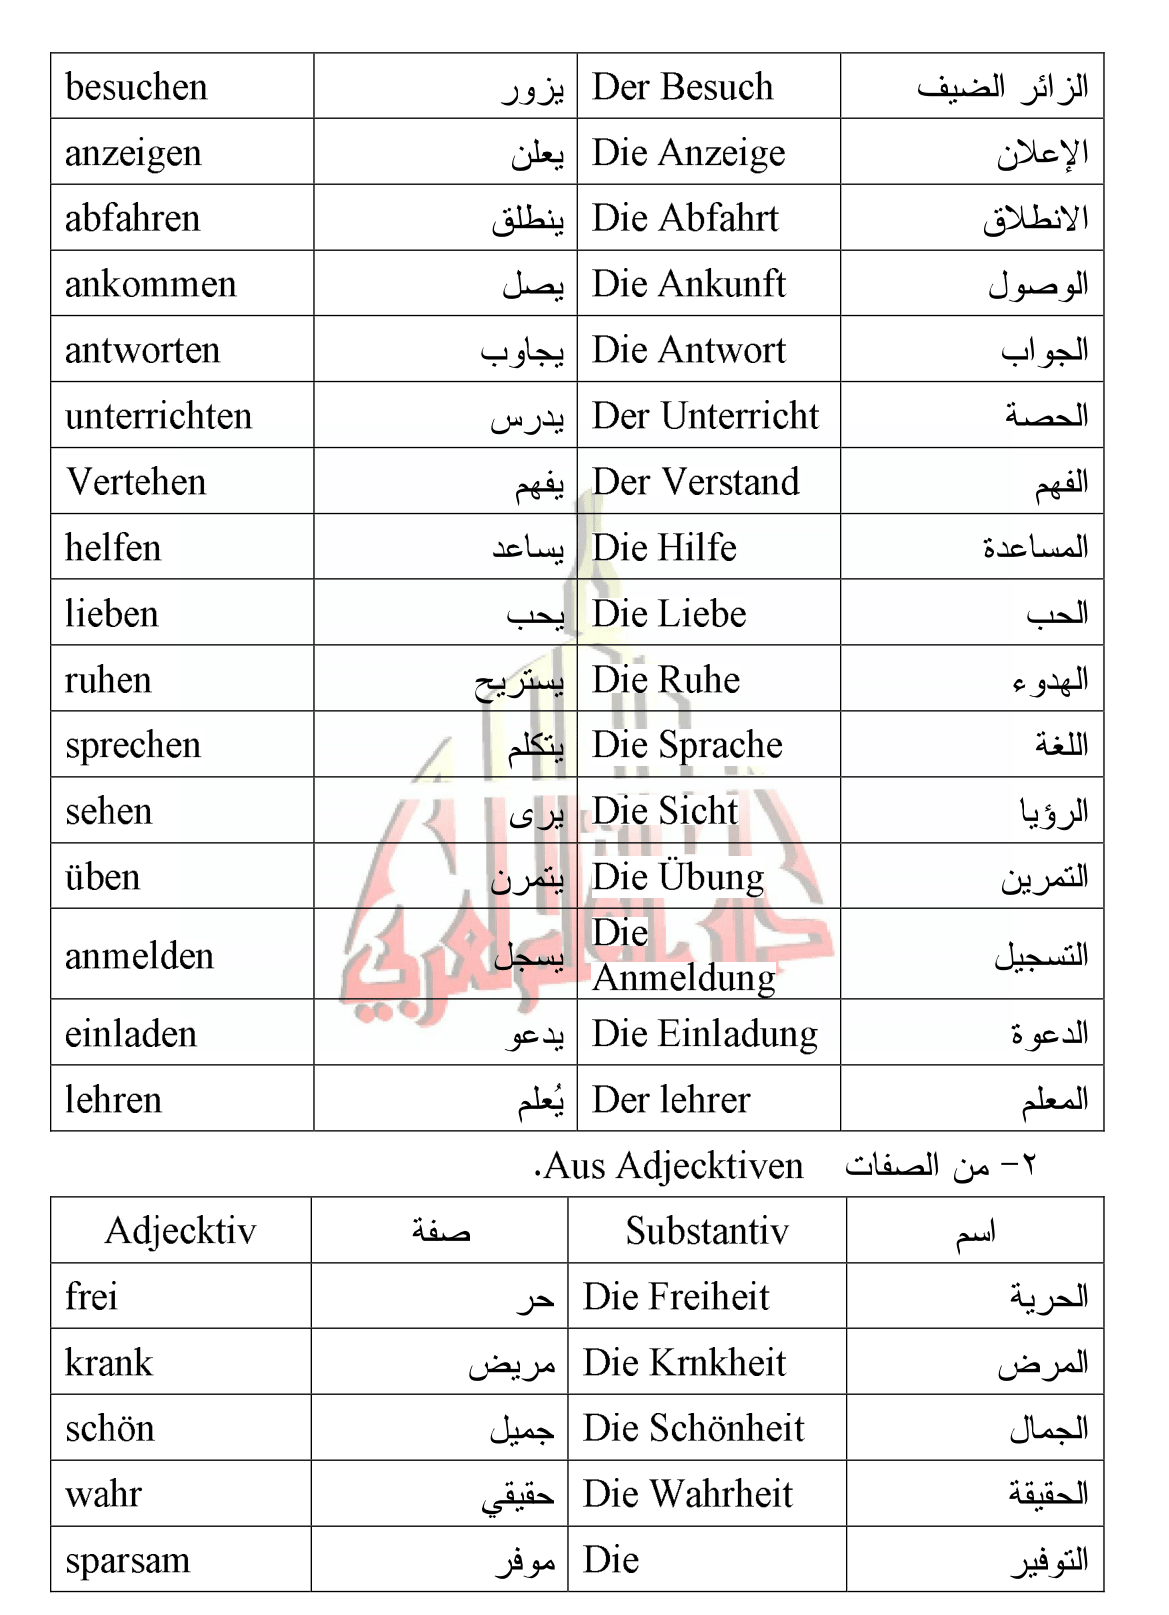 besuchen يزور Der Besuch الزائر الضيف
anzeigen يعلن Die Anzeige الإعلان
abfahren ينطلق Die Abfahrt الانطلاق
ankommen يصل Die Ankunft الوصول
antworten يجاوب Die Antwort الجواب
unterrichten يدرس Der Unterricht الحصة
Vertehen يفهم Der Verstand الفهم
helfen يساعد Die Hilfe المساعدة
lieben يحب Die Liebe الحب
ruhen يستريح Die Ruhe الهدوء
sprechen يتكلم Die Sprache اللغة
sehen يرى Die Sicht الرؤيا
üben يتمرن Die Übung التمرين
anmelden يسجل Die
Anmeldung التسجيل
einladen يدعو Die Einladung الدعوة
lehren يُعلم Der lehrer المعلم
٢- من الصفات Aus Adjecktiven.
Adjecktiv صفة Substantiv اسم
frei حر Die Freiheit الحرية
krank مريض Die Krnkheit المرض
schön جميل Die Schönheit الجمال
wahr حقيقي Die Wahrheit الحقيقة
sparsam موفر Die التوفير